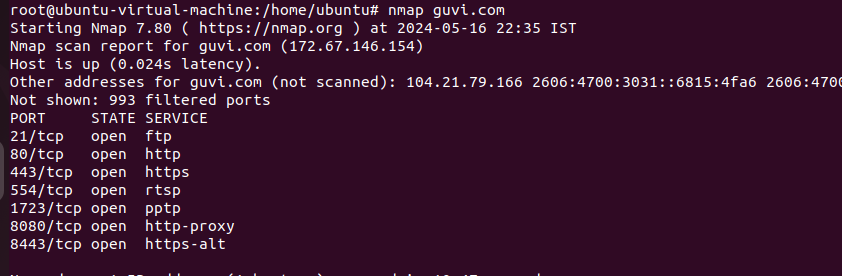 root@ubuntu-virtual-machine:/home/ubuntu# nmap guvi.com
Starting Nmap 7.80 ( https://nmap.org ) at 2024-05-16 22:35 IST
Nmap scan report for guvi.com (172.67.146.154)
Host is up (0.024s latency).
Other addresses for guvi.com (not scanned): 104.21.79.166 2606:4700:3031::6815:4fa6 2606:4700
Not shown: 993 filtered ports
PORT     STATE SERVICE
21/tcp   open  ftp
80/tcp   open  http
443/tcp  open  https
554/tcp  open  rtsp
1723/tcp open  pptp
8080/tcp open  http-proxy
8443/tcp open  https-alt